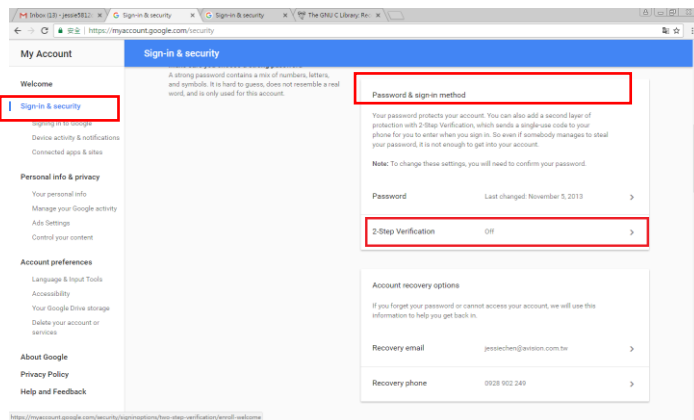 Inbox (23) - jessie5812
Sign-in & security
Sign-in & security
The GNU C Library: Re
安全
https://myaccount.google.com/security
My Account
Sign-in & security
A strong password contains a mix of numbers, letters,
and symbols. It is hard to guess, does not resemble a real
word, and is only used for this account.
Welcome
Sign-in & security
Signing in to Google
Device activity & notifications
Connected apps & sites
Personal info & privacy
Your personal info
Manage your Google activity
Ads Settings
Control your content
Account preferences
Language & Input Tools
Accessibility
Your Google Drive storage
Delete your account or
services
About Google
Privacy Policy
Help and Feedback
Password & sign-in method
Your password protects your account. You can also add a second layer of
protection with 2-Step Verification, which sends a single-use code to your
phone for you to enter when you sign in. So even if somebody manages to steal
your password, it is not enough to get into your account.
Note: To change these settings, you will need to confirm your password.
Password Last changed: November 5, 2013
2-Step Verification Off
Account recovery options
If you forget your password or cannot access your account, we will use this
information to help you get back in.
Recovery email jessiechen@avision.com.tw
Recovery phone 0928 902 249
https://myaccount.google.com/security/signinoptions/two-step-verification/enroll-welcome